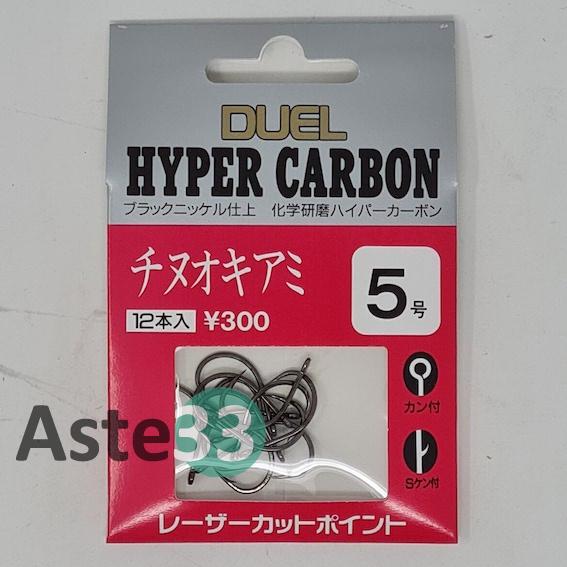 DUEL
HYPER CARBON
ブラックニッケル仕上 化学研磨ハイパーカーボン
チヌオキアミ
5号
12本入 ¥300
カン付
Sケン付
Aste33
レーザーカットポイント